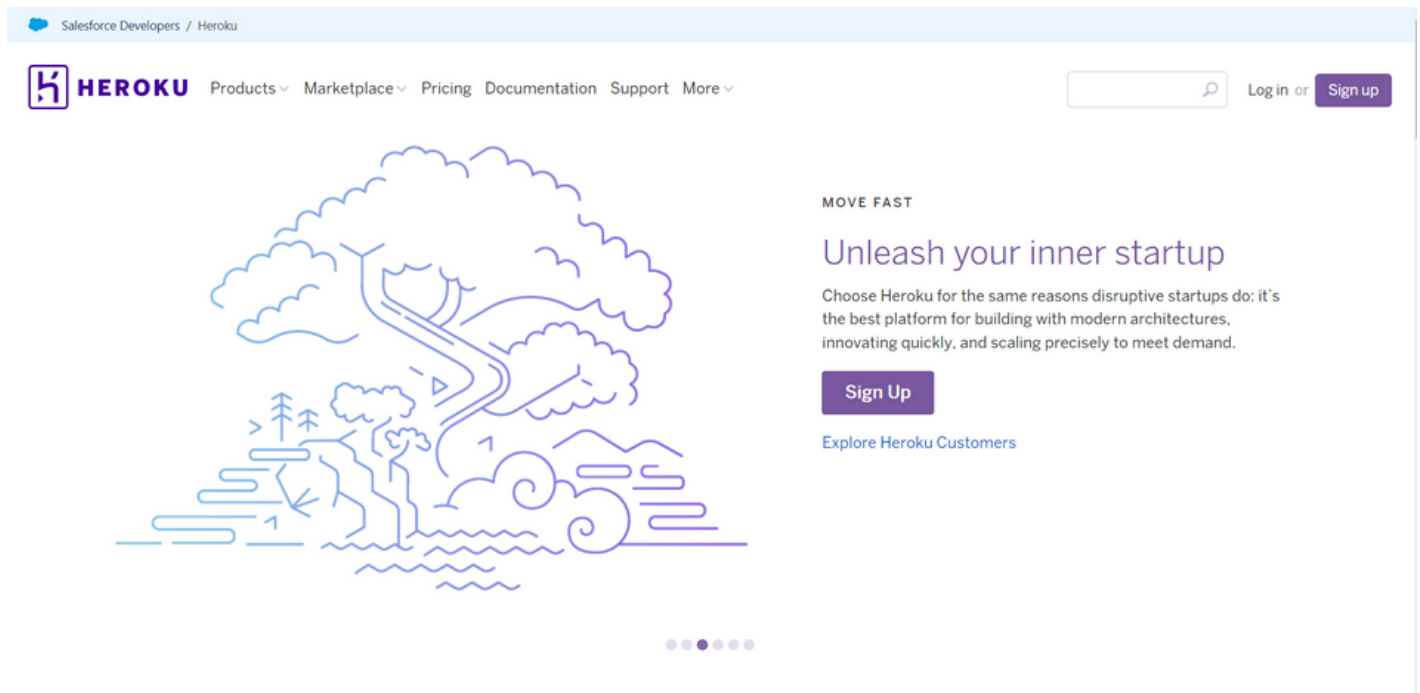 Salesforce Developers / Heroku
HEROKU Products Marketplace Pricing Documentation Support More Log in or Sign up
MOVE FAST
Unleash your inner startup
Choose Heroku for the same reasons disruptive startups do: it's
the best platform for building with modern architectures,
innovating quickly, and scaling precisely to meet demand.
Sign Up
Explore Heroku Customers